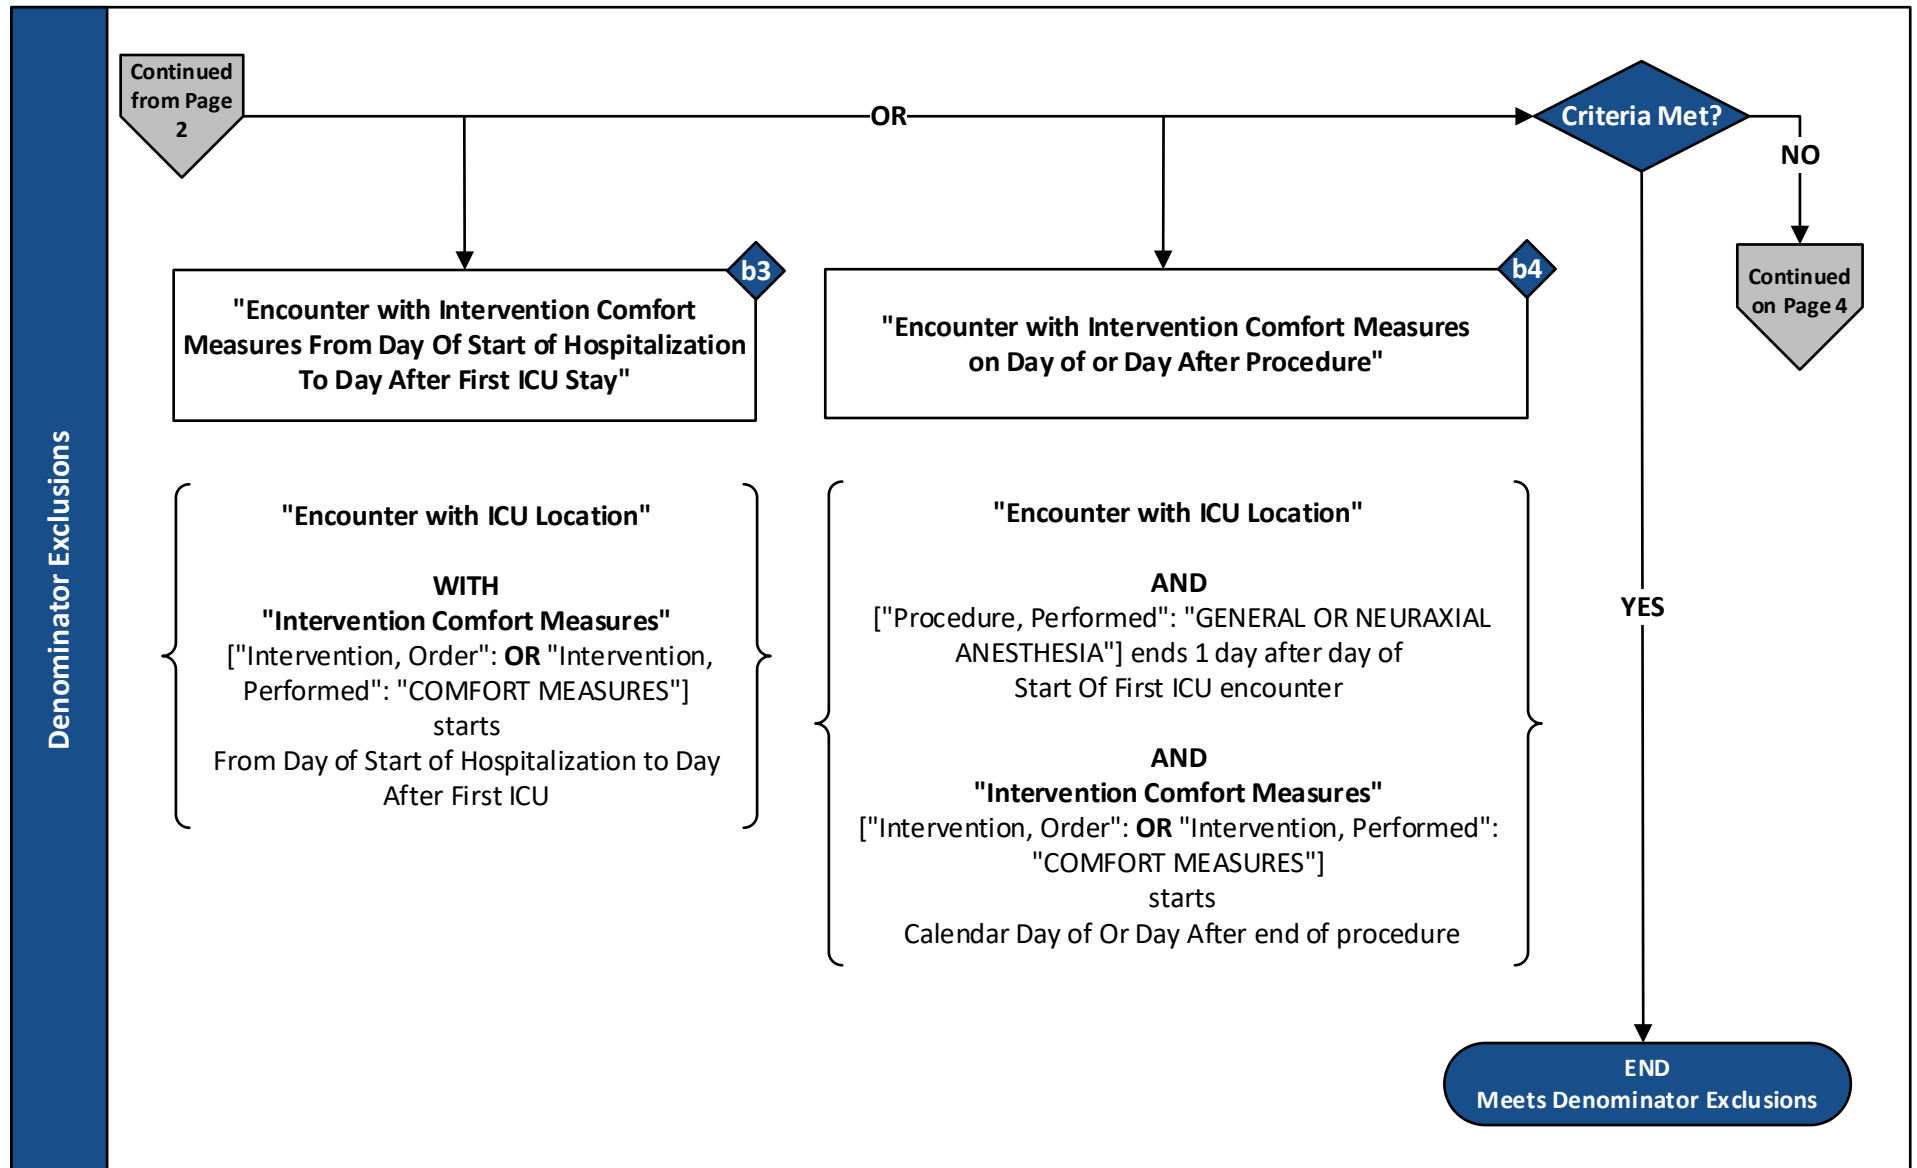 Denominator Exclusions
Continued
from Page
2
OR
Criteria Met?
NO
Continued
on Page 4
YES
b3
"Encounter with Intervention Comfort
Measures From Day Of Start of Hospitalization
To Day After First ICU Stay"
b4
"Encounter with Intervention Comfort Measures
on Day of or Day After Procedure"
"Encounter with ICU Location"
WITH
"Intervention Comfort Measures"
["Intervention, Order": OR "Intervention,
Performed": "COMFORT MEASURES"]
starts
From Day of Start of Hospitalization to Day
After First ICU
"Encounter with ICU Location"
AND
["Procedure, Performed": "GENERAL OR NEURAXIAL
ANESTHESIA"] ends 1 day after day of
Start Of First ICU encounter
AND
"Intervention Comfort Measures"
["Intervention, Order": OR "Intervention, Performed":
"COMFORT MEASURES"]
starts
Calendar Day of Or Day After end of procedure
END
Meets Denominator Exclusions